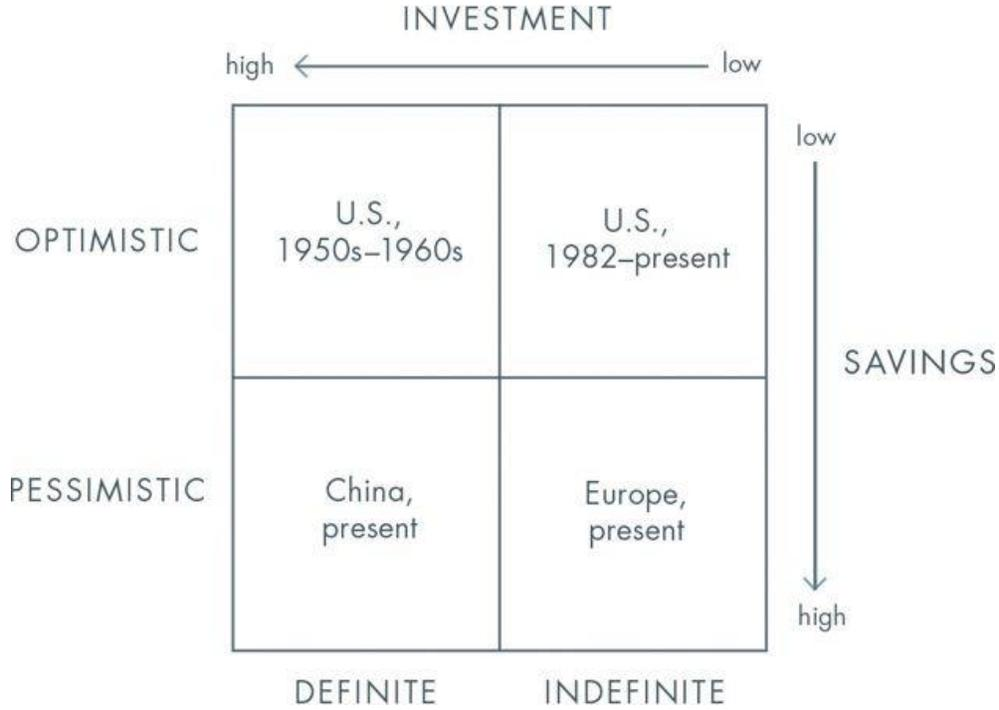 INVESTMENT
high
low
low
OPTIMISTIC
U.S.,
1950s–1960s
U.S.,
1982–present
SAVINGS
PESSIMISTIC
China,
present
Europe,
present
high
DEFINITE
INDEFINITE